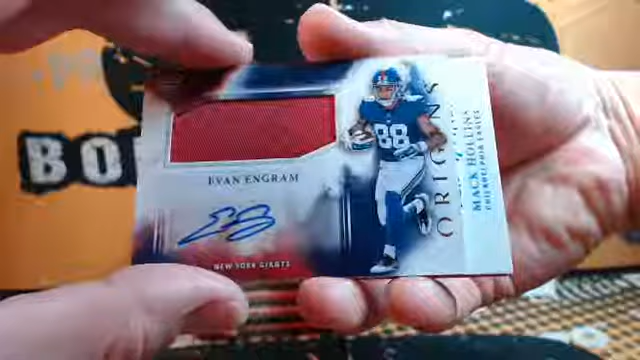 BO
EVAN ENGRAM
NEW YORK GIANTS
88
ORIGINS
MACK HOLLINS
PHILADELPHIA EAGLES